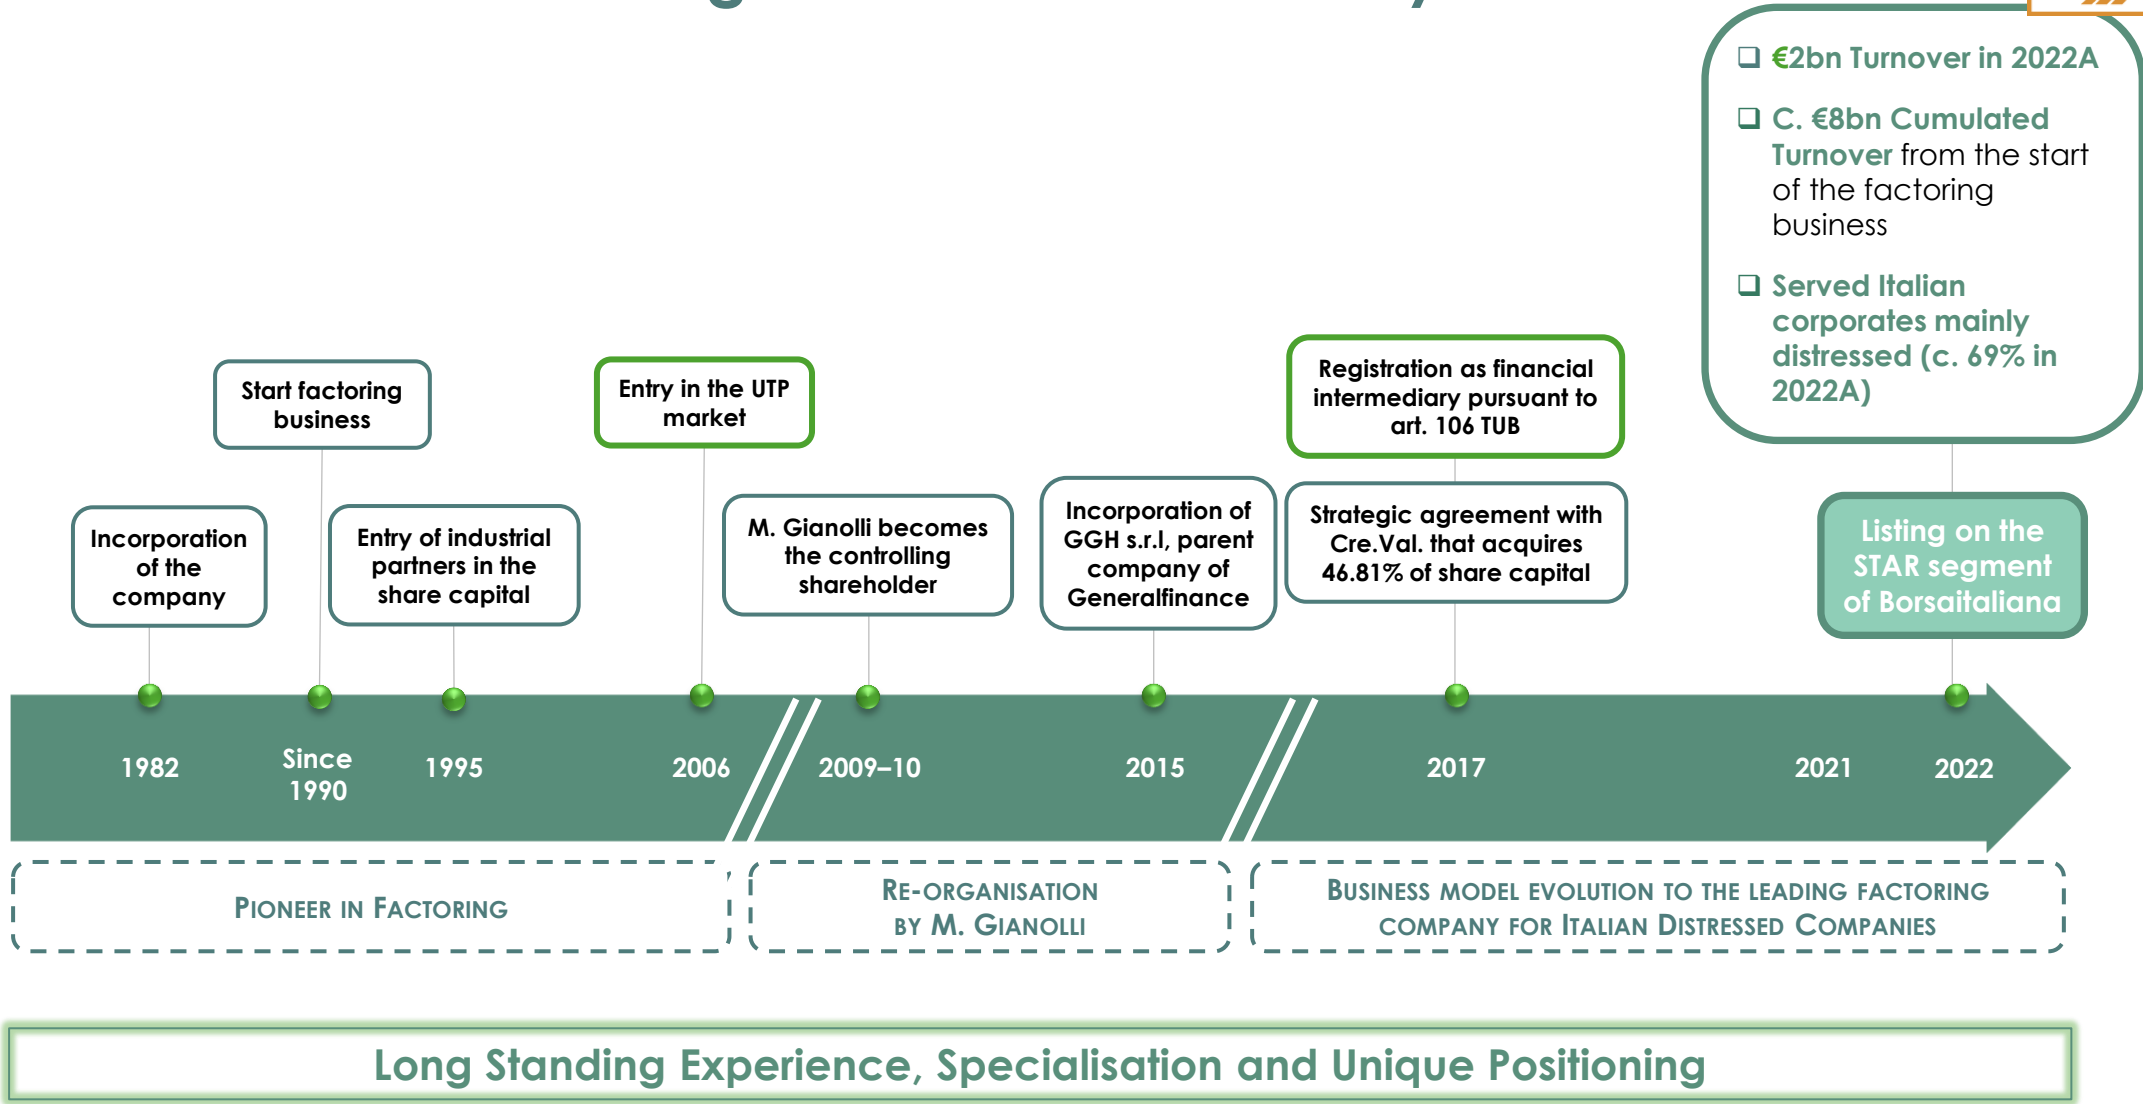 €2bn Turnover in 2022A
C. €8bn Cumulated
Turnover from the start
of the factoring
business
Served Italian
corporates mainly
distressed (c. 69% in
2022A)
Start factoring
business
Entry in the UTP
market
Registration as financial
intermediary pursuant to
art. 106 TUB
Incorporation
of the
company
Entry of industrial
partners in the
share capital
M. Gianolli becomes
the controlling
shareholder
Incorporation of
GGH s.r.l, parent
company of
Generalfinance
Strategic agreement with
Cre.Val. that acquires
46.81% of share capital
Listing on the
STAR segment
of Borsaitaliana
1982
Since
1990
1995
2006
2009–10
2015
2017
2021
2022
PIONEER IN FACTORING
RE-ORGANISATION
BY M. GIANOLLI
BUSINESS MODEL EVOLUTION TO THE LEADING FACTORING
COMPANY FOR ITALIAN DISTRESSED COMPANIES
Long Standing Experience, Specialisation and Unique Positioning